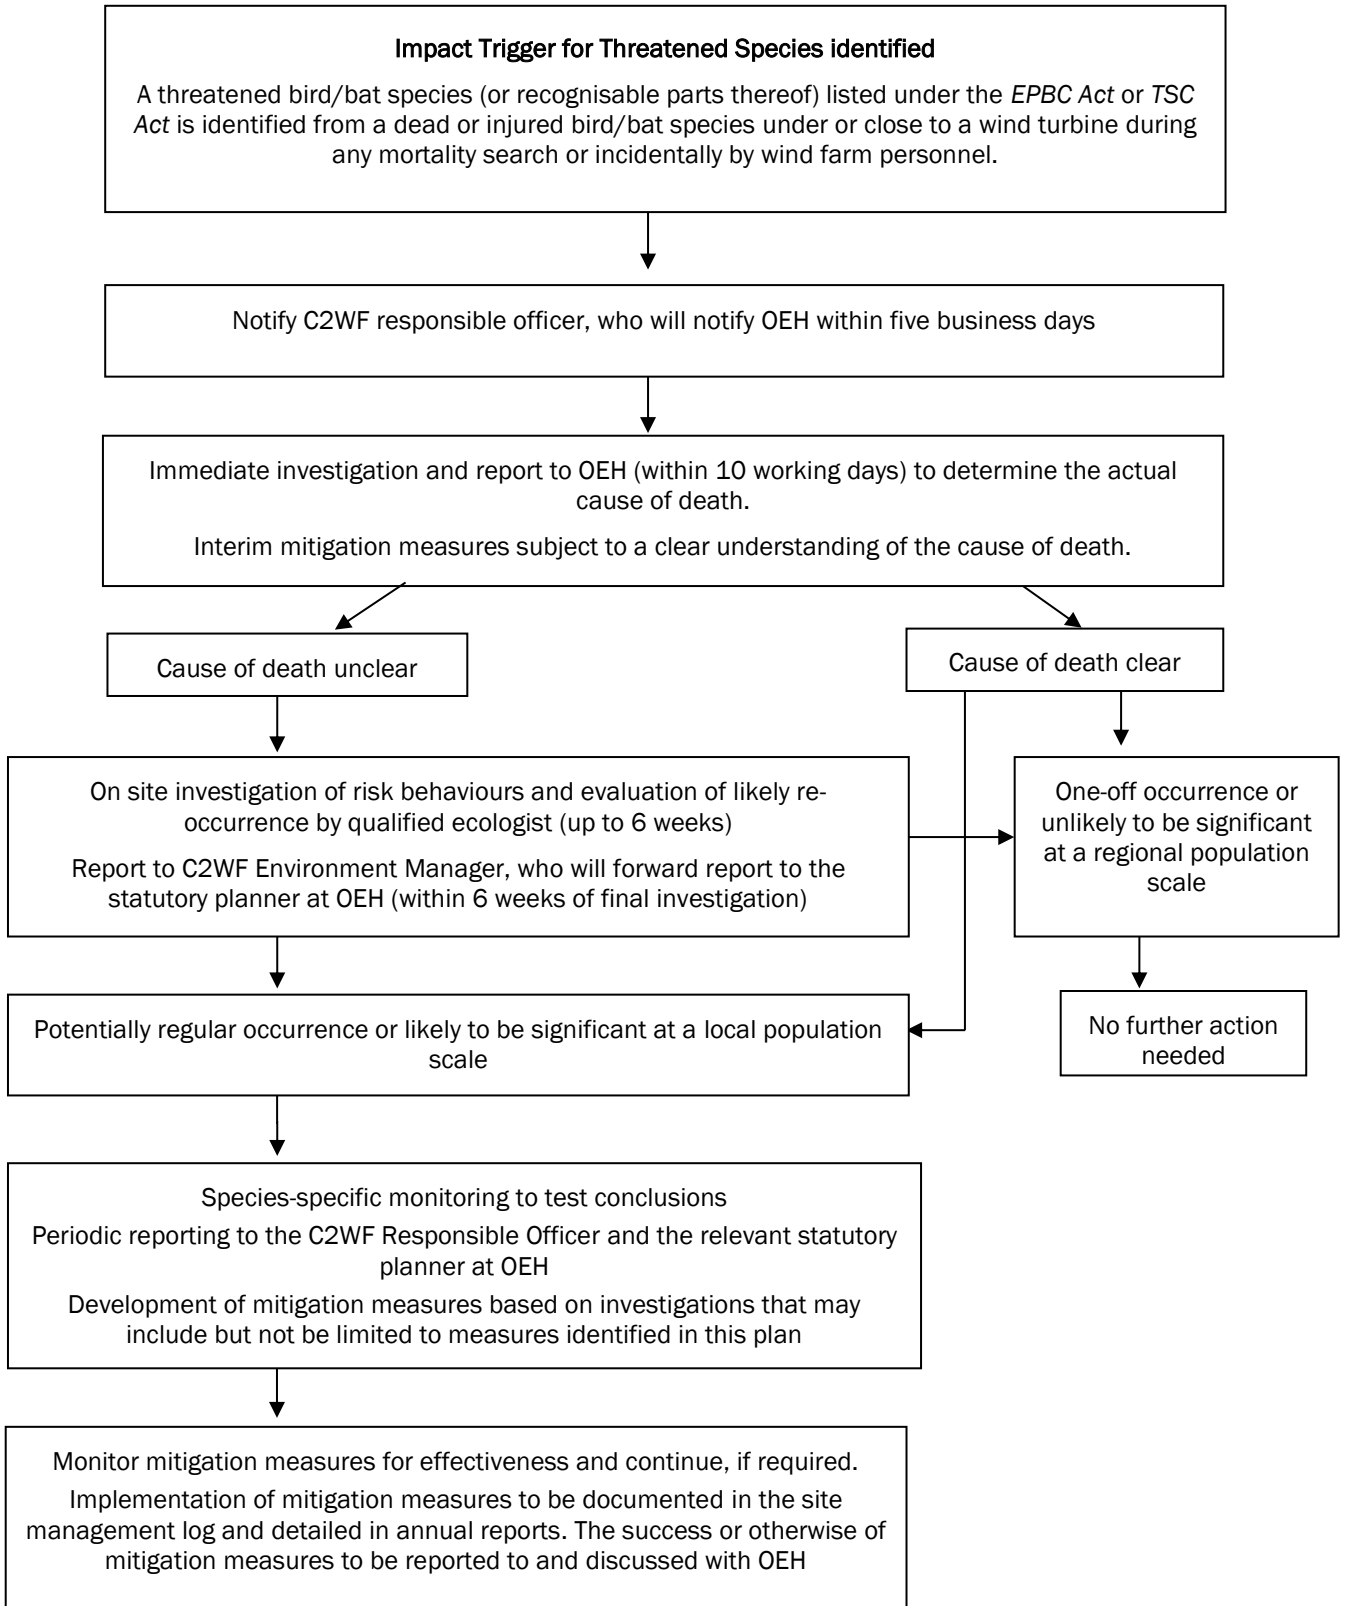 Impact Trigger for Threatened Species identified
A threatened bird/bat species (or recognisable parts thereof) listed under the EPBC Act or TSC
Act is identified from a dead or injured bird/bat species under or close to a wind turbine during
any mortality search or incidentally by wind farm personnel.
Notify C2WF responsible officer, who will notify OEH within five business days
Immediate investigation and report to OEH (within 10 working days) to determine the actual
cause of death.
Interim mitigation measures subject to a clear understanding of the cause of death.
Cause of death unclear
Cause of death clear
On site investigation of risk behaviours and evaluation of likely re-
occurrence by qualified ecologist (up to 6 weeks)
Report to C2WF Environment Manager, who will forward report to the
statutory planner at OEH (within 6 weeks of final investigation)
One-off occurrence or
unlikely to be significant
at a regional population
scale
Potentially regular occurrence or likely to be significant at a local population
scale
No further action
needed
Species-specific monitoring to test conclusions
Periodic reporting to the C2WF Responsible Officer and the relevant statutory
planner at OEH
Development of mitigation measures based on investigations that may
include but not be limited to measures identified in this plan
Monitor mitigation measures for effectiveness and continue, if required.
Implementation of mitigation measures to be documented in the site
management log and detailed in annual reports. The success or otherwise of
mitigation measures to be reported to and discussed with OEH